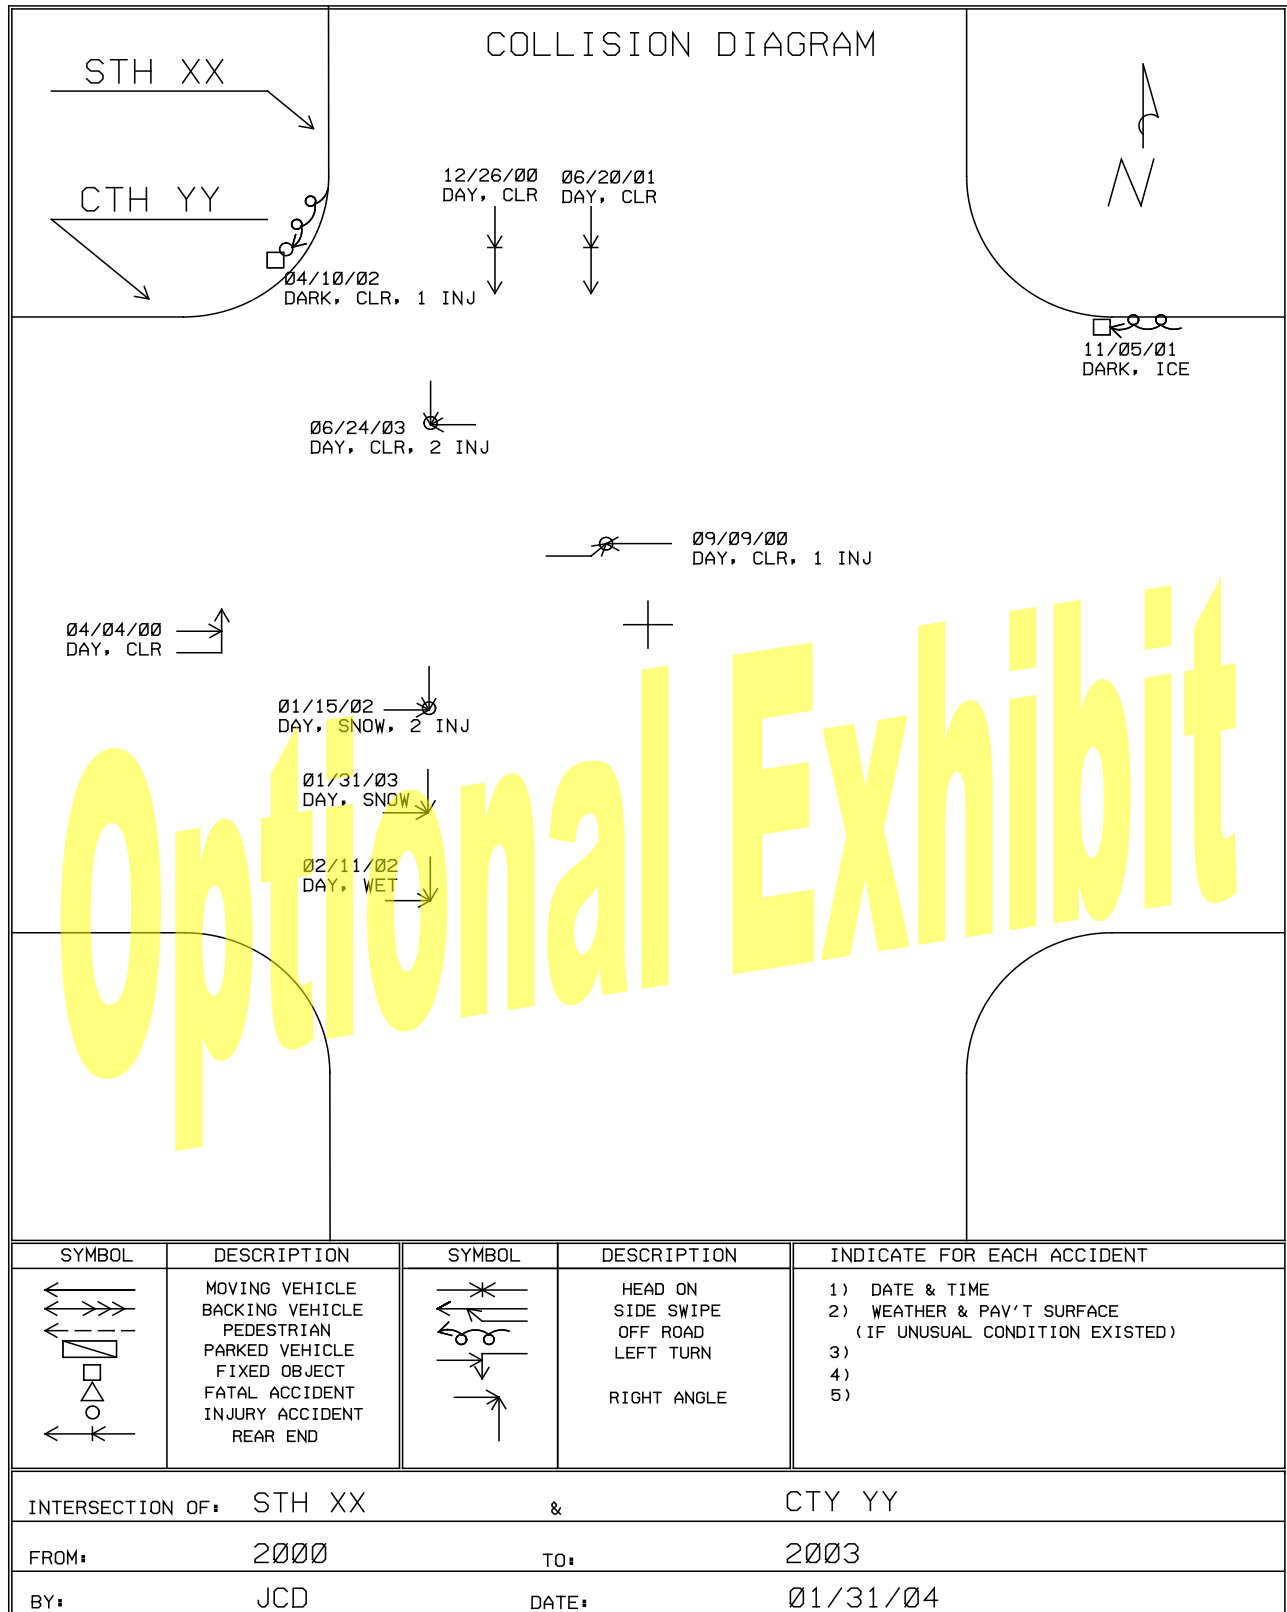 COLLISION DIAGRAM
STH XX
CTH YY
N
12/26/00
DAY, CLR
06/20/01
DAY, CLR
04/10/02
DARK, CLR, 1 INJ
11/05/01
DARK, ICE
06/24/03
DAY, CLR, 2 INJ
09/09/00
DAY, CLR, 1 INJ
04/04/00
DAY, CLR
01/15/02
DAY, SNOW, 2 INJ
01/31/03
DAY, SNOW
02/11/02
DAY, WET
Optional Exhibit
SYMBOL
DESCRIPTION
MOVING VEHICLE
BACKING VEHICLE
PEDESTRIAN
PARKED VEHICLE
FIXED OBJECT
FATAL ACCIDENT
INJURY ACCIDENT
REAR END
SYMBOL
DESCRIPTION
HEAD ON
SIDE SWIPE
OFF ROAD
LEFT TURN
RIGHT ANGLE
INDICATE FOR EACH ACCIDENT
1) DATE & TIME
2) WEATHER & PAV'T SURFACE
(IF UNUSUAL CONDITION EXISTED)
3)
4)
5)
INTERSECTION OF: STH XX & CTY YY
FROM: 2000 TO: 2003
BY: JCD DATE: 01/31/04